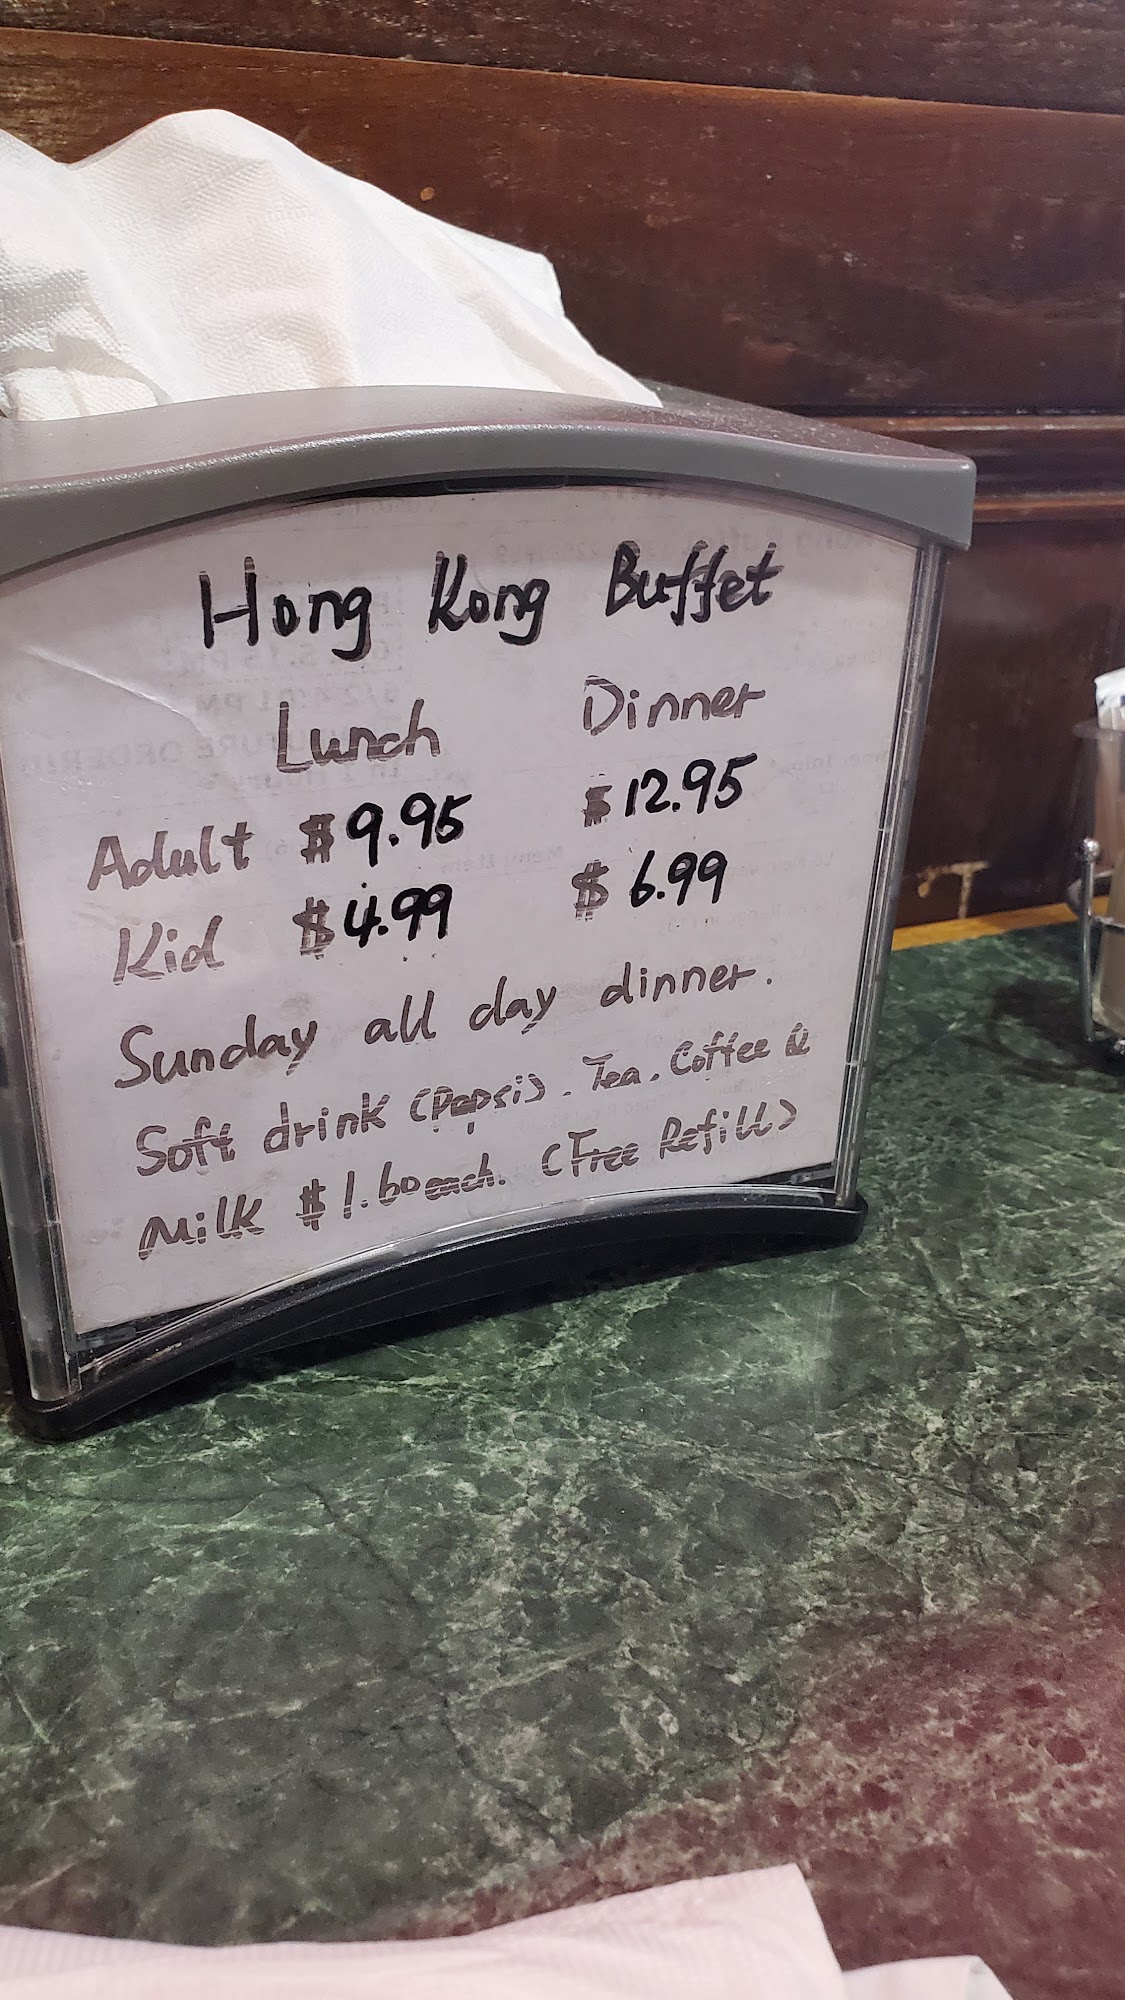 Hong Kong Buffet
Lunch Dinner
Adult $9.95 $12.95
Kid $4.99 $6.99
Sunday all day dinner.
Soft drink (Pepsi). Tea. Coffee &
Milk $1.60 each. (Free Refill)